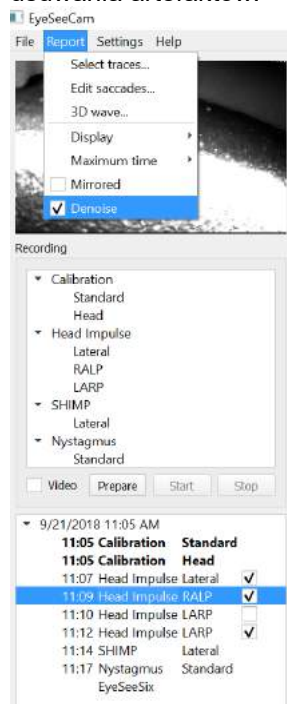 EyeSeeCam
File Report Settings Help
Select traces...
Edit saccades...
3D wave...
Display
Maximum time
Mirrored
Denoise
Recording
Calibration
Standard
Head
Head Impulse
Lateral
RALP
LARP
SHIMP
Lateral
Nystagmus
Standard
Video Prepare Start Stop
9/21/2018 11:05 AM
11:05 Calibration Standard
11:05 Calibration Head
11:07 Head Impulse Lateral
11:09 Head Impulse RALP
11:10 Head Impulse LARP
11:12 Head Impulse LARP
11:14 SHIMP Lateral
11:17 Nystagmus Standard
EyeSeeSix